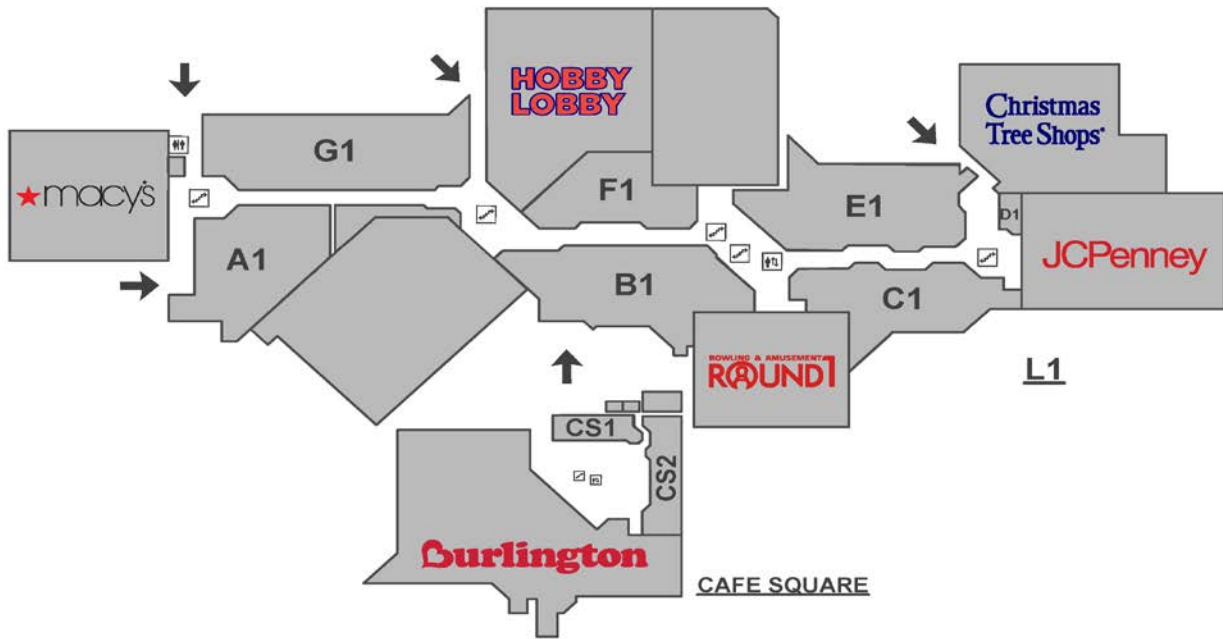 HOBBY
LOBBY
Christmas
Tree Shops
G1
macy's
F1
E1
D1
A1
B1
C1
JCPenney
BOWLING & AMUSEMENT
ROUND1
L1
CS1
CS2
Burlington
CAFE SQUARE